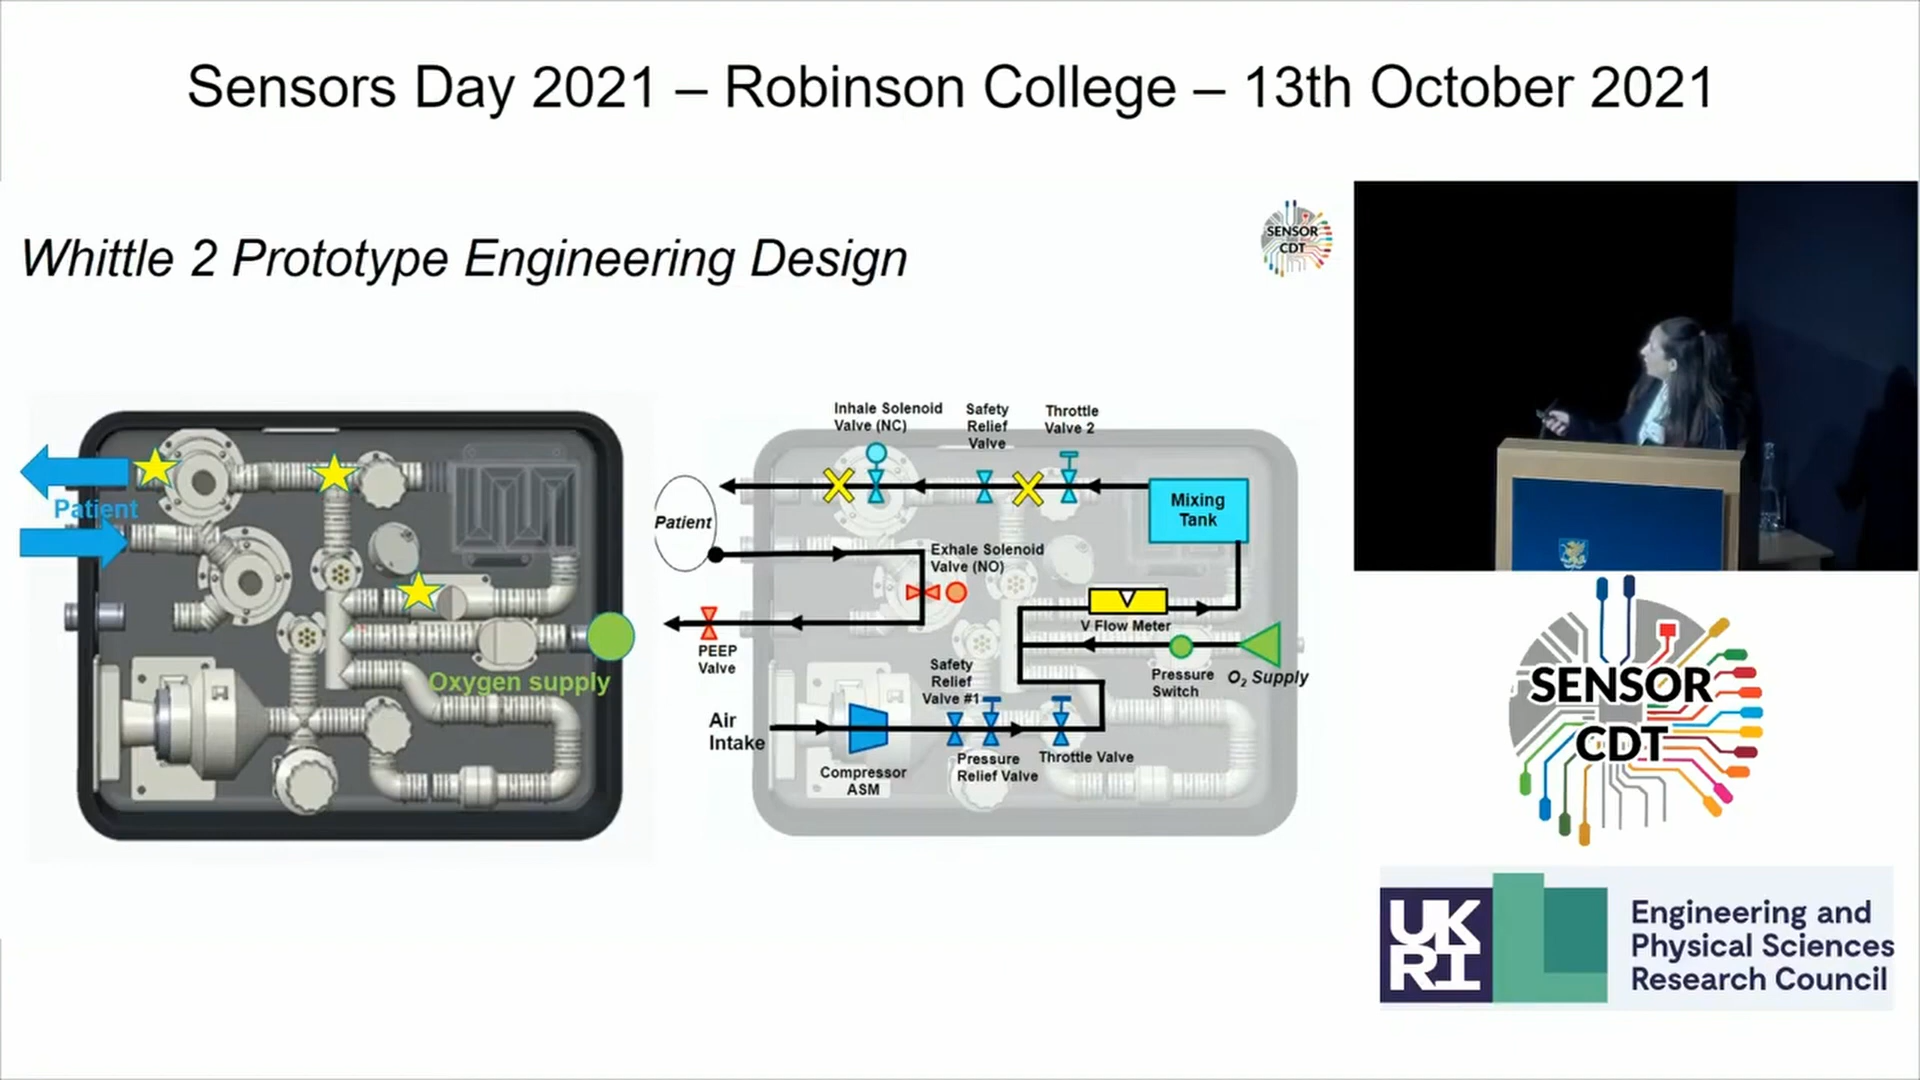 Sensors Day 2021 – Robinson College – 13th October 2021
Whittle 2 Prototype Engineering Design
SENSOR
CDT
Patient
Oxygen supply
Inhale Solenoid
Valve (NC)
Safety
Relief
Valve
Throttle
Valve 2
Patient
Mixing
Tank
Exhale Solenoid
Valve (NO)
V Flow Meter
PEEP
Valve
Safety
Relief
Valve #1
Pressure
Switch
O₂ Supply
Air
Intake
Pressure
Relief Valve
Throttle Valve
Compressor
ASM
SENSOR
CDT
UK
RI
Engineering and
Physical Sciences
Research Council